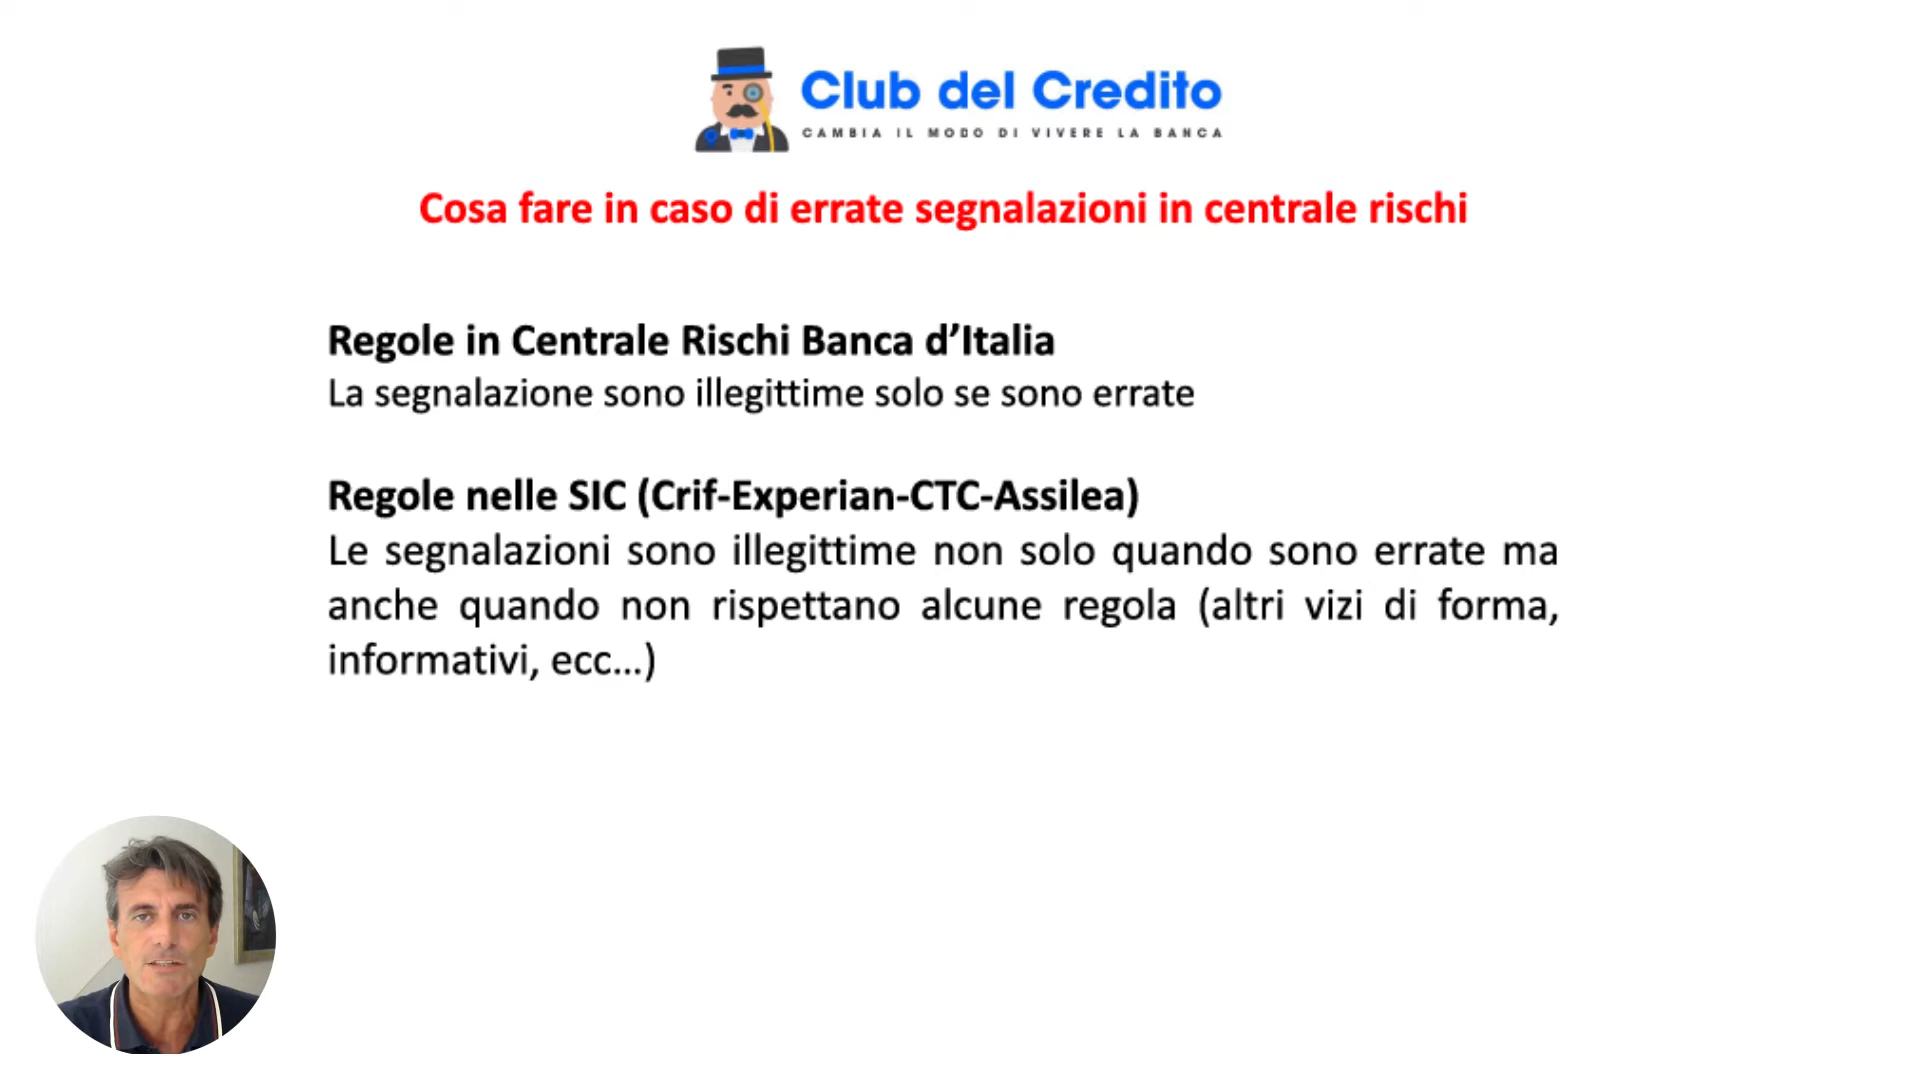 Club del Credito
CAMBIA IL MODO DI VIVERE LA BANCA
Cosa fare in caso di errate segnalazioni in centrale rischi
Regole in Centrale Rischi Banca d’Italia
La segnalazione sono illegittime solo se sono errate
Regole nelle SIC (Crif-Experian-CTC-Assilea)
Le segnalazioni sono illegittime non solo quando sono errate ma
anche quando non rispettano alcune regola (altri vizi di forma,
informativi, ecc…)